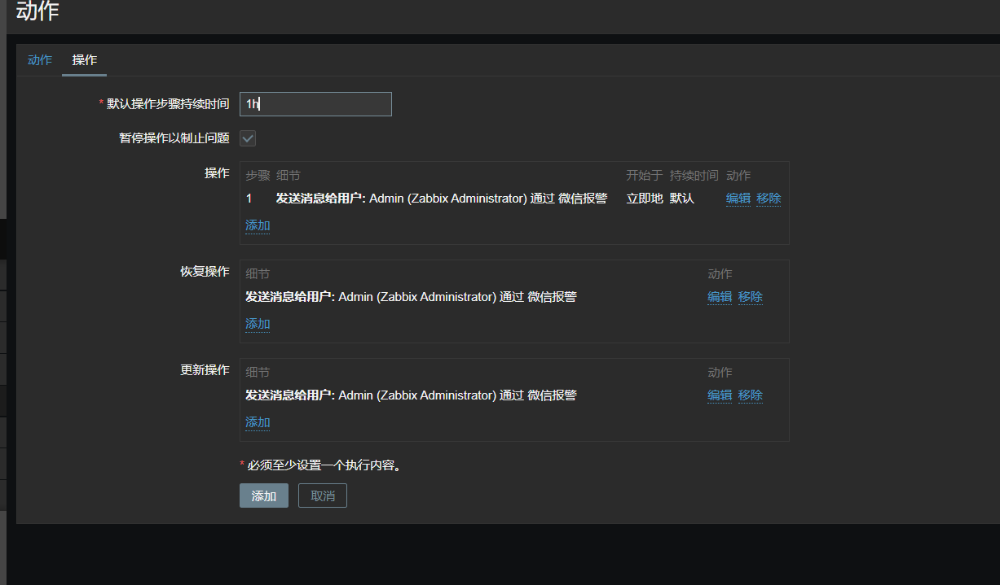 动作
动作 操作
* 默认操作步骤持续时间 1h
暂停操作以制止问题
操作 步骤 细节 开始于 持续时间 动作
1 发送消息给用户: Admin (Zabbix Administrator) 通过 微信报警 立即地 默认 编辑 移除
添加
恢复操作 细节 动作
发送消息给用户: Admin (Zabbix Administrator) 通过 微信报警 编辑 移除
添加
更新操作 细节 动作
发送消息给用户: Admin (Zabbix Administrator) 通过 微信报警 编辑 移除
添加
* 必须至少设置一个执行内容。
添加 取消